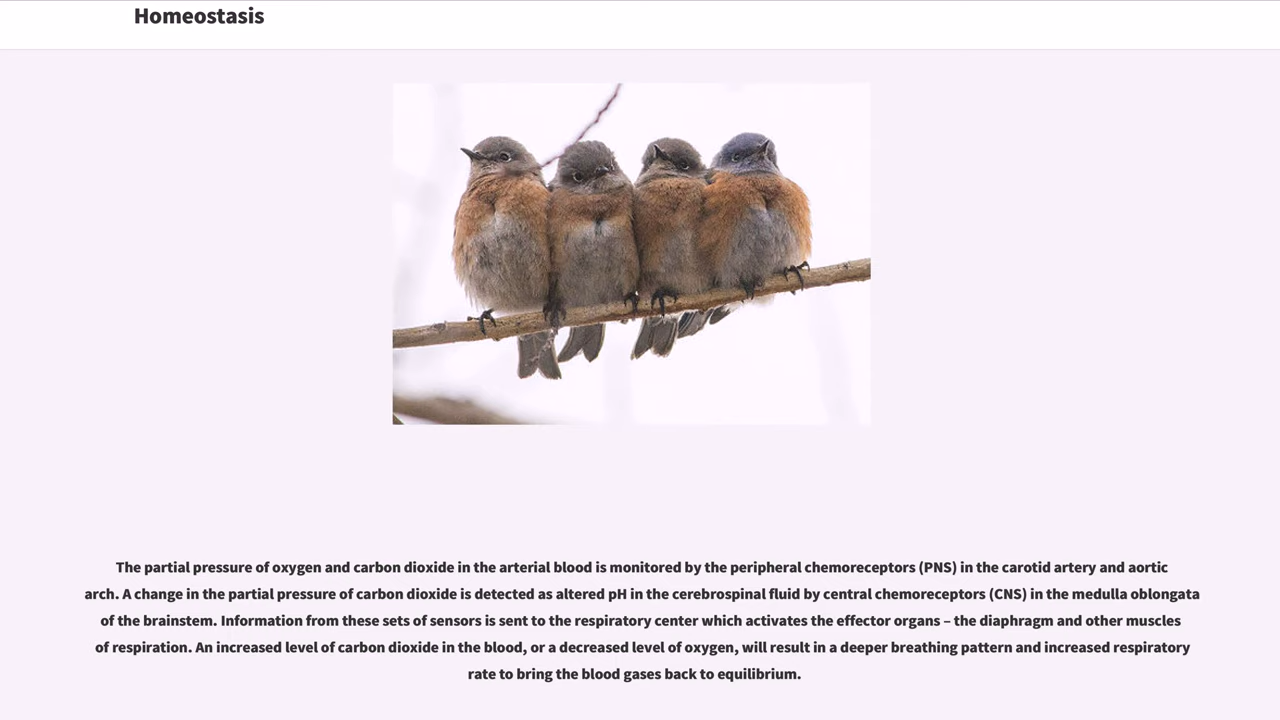 Homeostasis
The partial pressure of oxygen and carbon dioxide in the arterial blood is monitored by the peripheral chemoreceptors (PNS) in the carotid artery and aortic
arch. A change in the partial pressure of carbon dioxide is detected as altered pH in the cerebrospinal fluid by central chemoreceptors (CNS) in the medulla oblongata
of the brainstem. Information from these sets of sensors is sent to the respiratory center which activates the effector organs – the diaphragm and other muscles
of respiration. An increased level of carbon dioxide in the blood, or a decreased level of oxygen, will result in a deeper breathing pattern and increased respiratory
rate to bring the blood gases back to equilibrium.